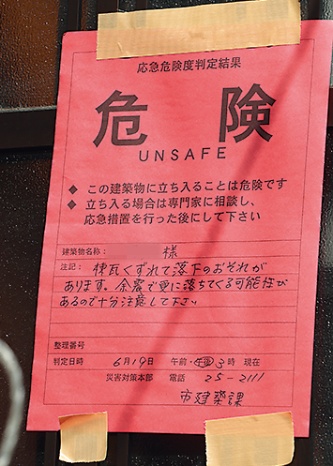 応急危険度判定結果
危険
UNSAFE
◆ この建築物に立ち入ることは危険です
◆ 立ち入る場合は専門家に相談し、
応急措置を行った後にして下さい
建築物名称： 様
注記： 棟瓦くずれて落下のおそれが
あります。余震で更に落ちてくる可能性が
あるので十分注意して下さい
整理番号
判定日時 6月19日 午前・午後 3時 現在
災害対策本部 電話 25-2111
市建築課